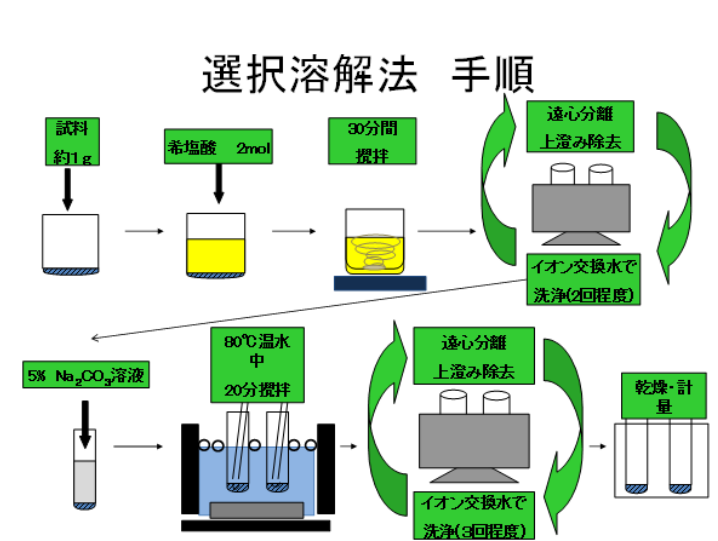 選択溶解法　手順
試料
約1ｇ
希塩酸　2mol
30分間
攪拌
遠心分離
上澄み除去
イオン交換水で
洗浄(2回程度)
5%　Na₂CO₃溶液
80℃温水
中
20分攪拌
遠心分離
上澄み除去
イオン交換水で
洗浄(3回程度)
乾燥・計
量